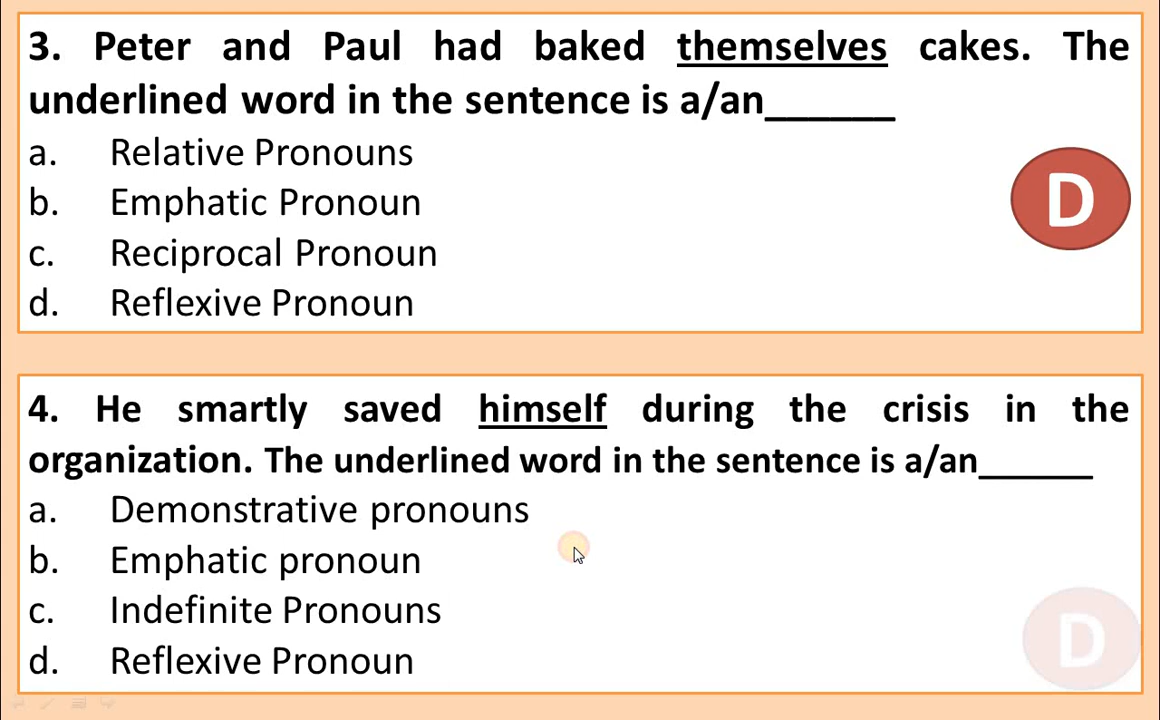 3. Peter and Paul had baked themselves cakes. The
underlined word in the sentence is a/an______
a. Relative Pronouns
b. Emphatic Pronoun
c. Reciprocal Pronoun
d. Reflexive Pronoun
D
4. He smartly saved himself during the crisis in the
organization. The underlined word in the sentence is a/an______
a. Demonstrative pronouns
b. Emphatic pronoun
c. Indefinite Pronouns
d. Reflexive Pronoun
D